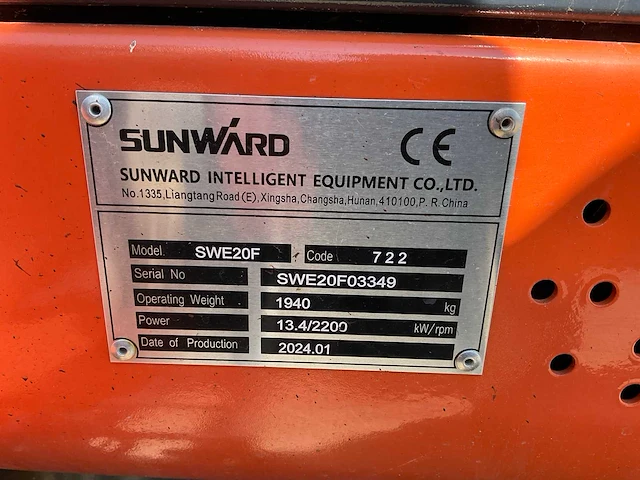 SUNWARD CE
SUNWARD INTELLIGENT EQUIPMENT CO.,LTD.
No.1335,Liangtang Road (E),Xingsha,Changsha,Hunan,410100,P. R. China
Model SWE20F Code 722
Serial No SWE20F03349
Operating Weight 1940 kg
Power 13.4/2200 kW/rpm
Date of Production 2024.01